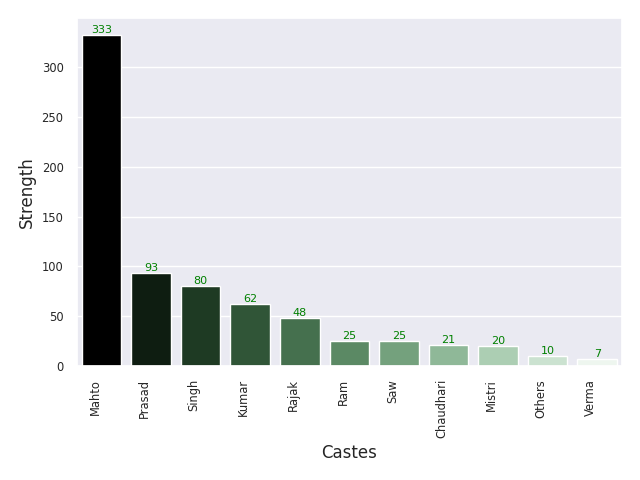 333
300
250
200
150
100
50
0
Strength
93
80
62
48
25
25
21
20
10
7
Mahto
Prasad
Singh
Kumar
Rajak
Ram
Saw
Chaudhari
Mistri
Others
Verma
Castes